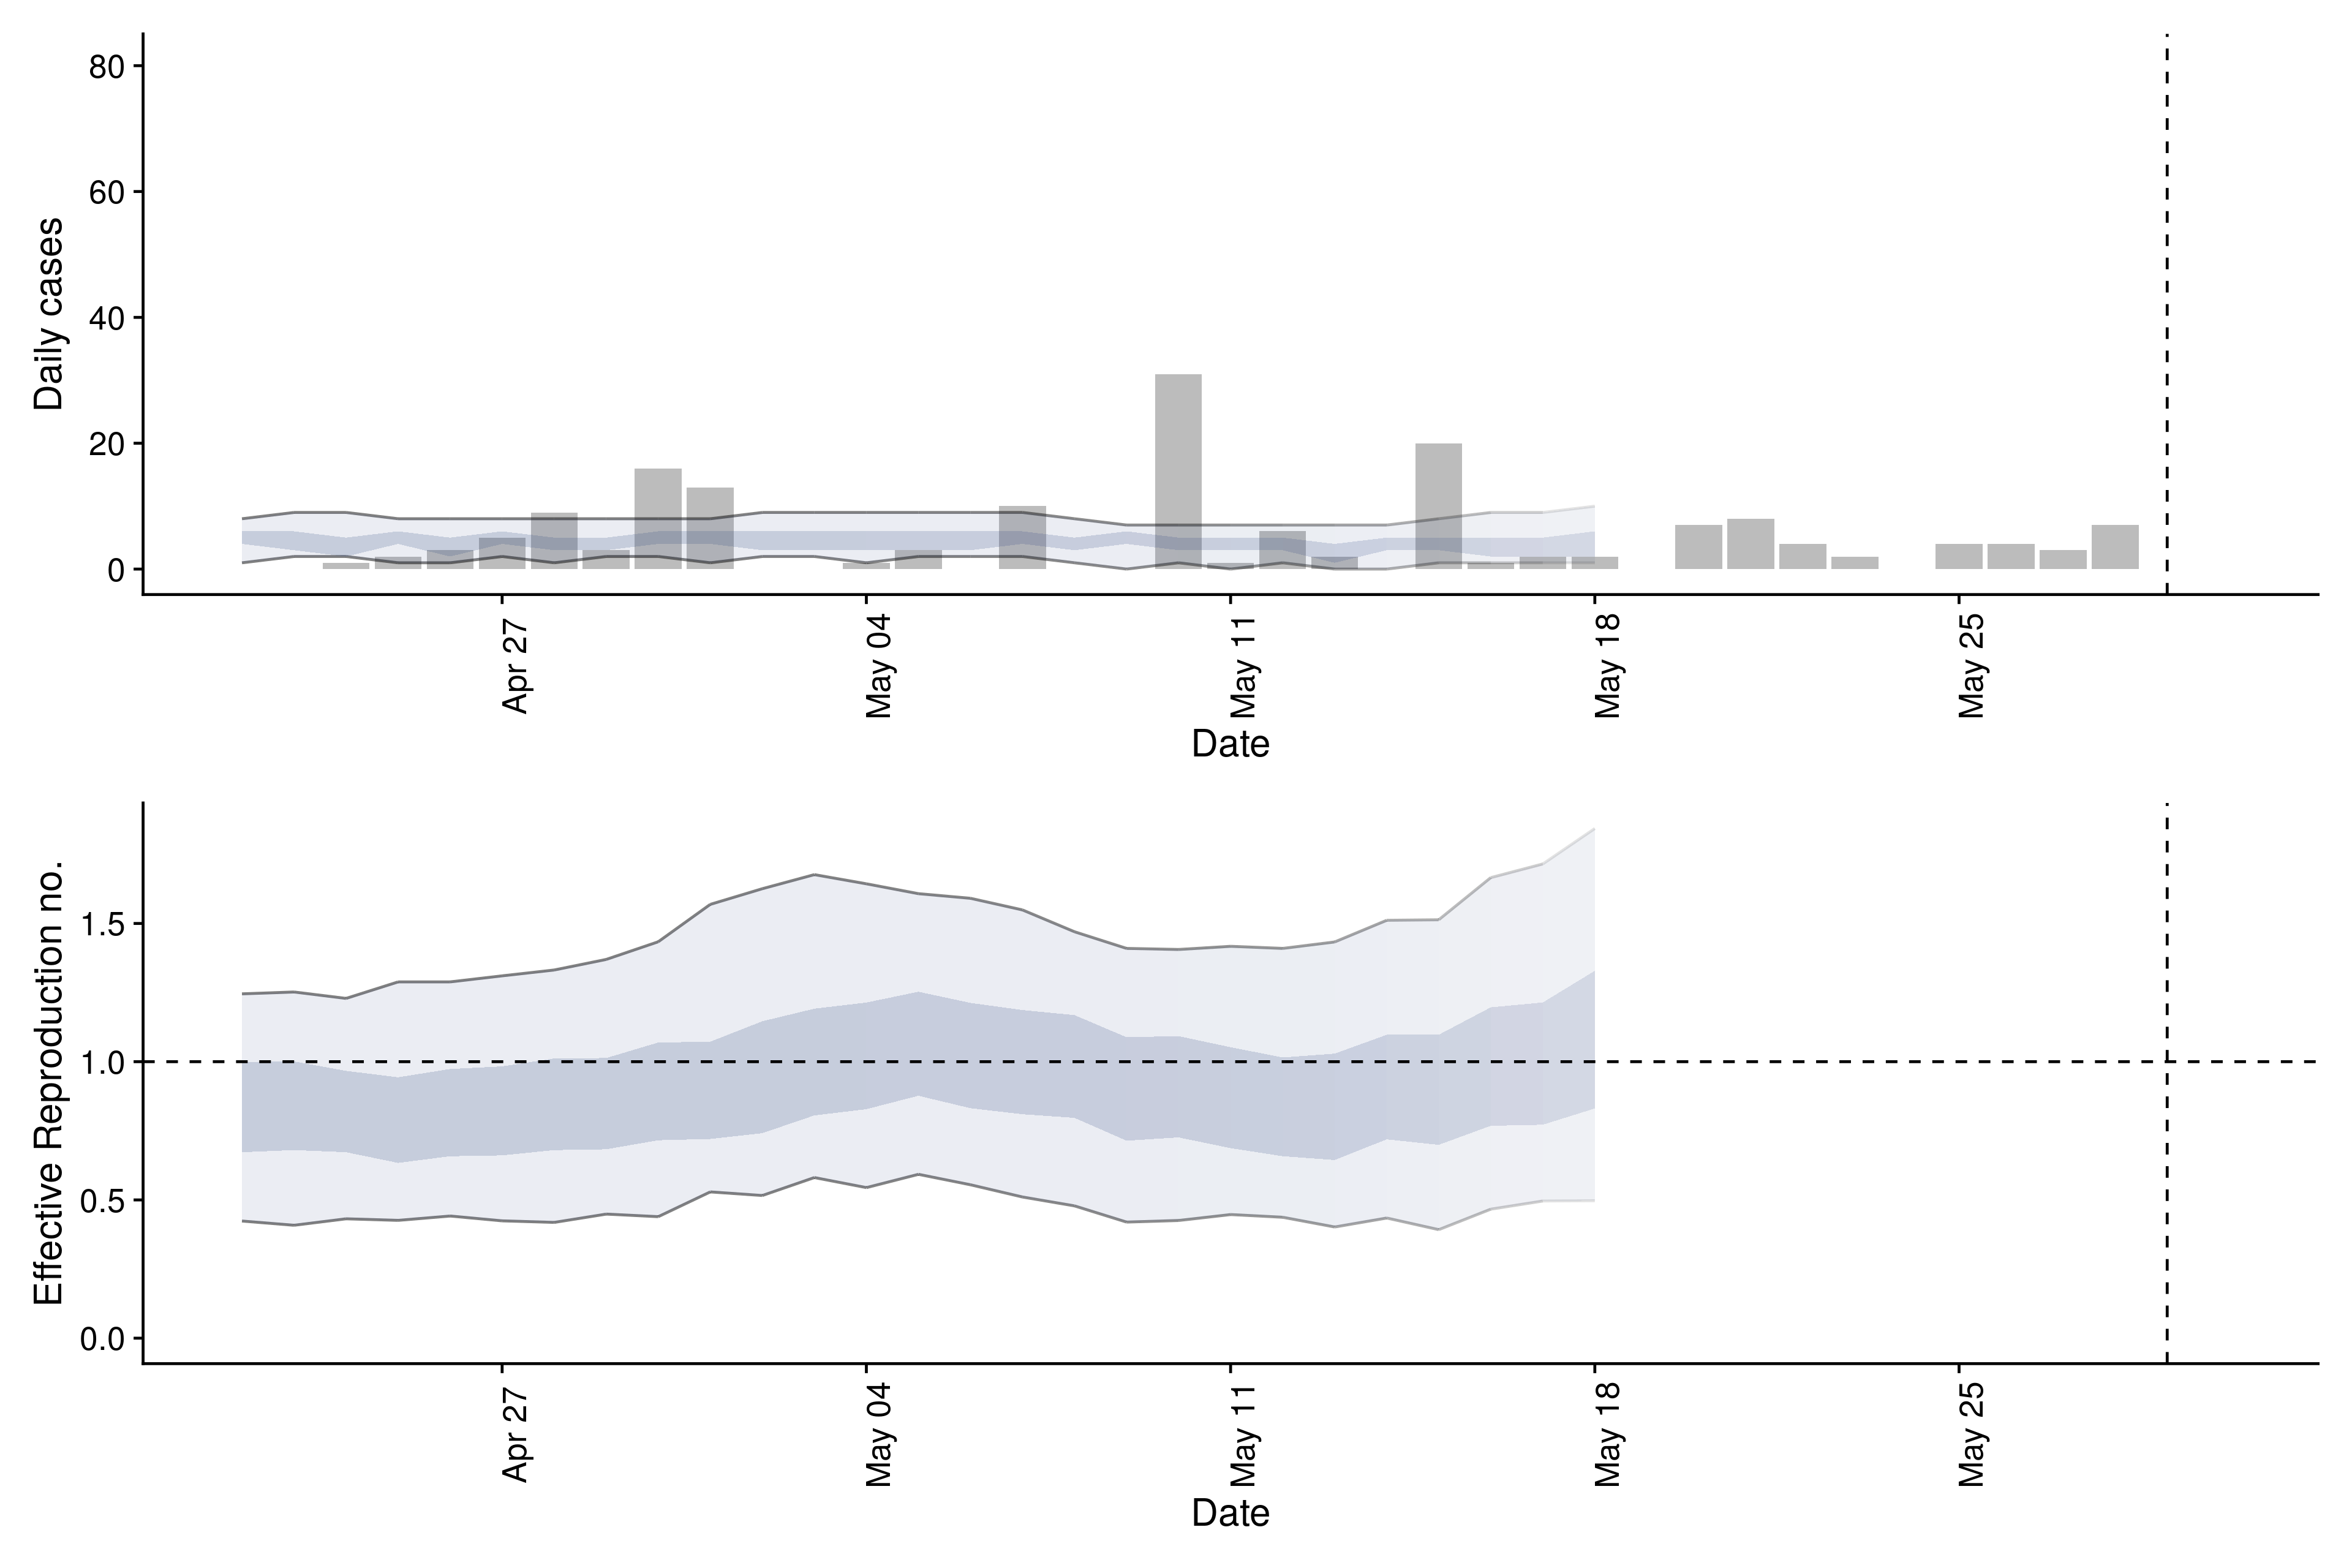 Daily cases
80
60
40
20
0
Apr 27
May 04
May 11
May 18
May 25
Date
Effective Reproduction no.
1.5
1.0
0.5
0.0
Apr 27
May 04
May 11
May 18
May 25
Date